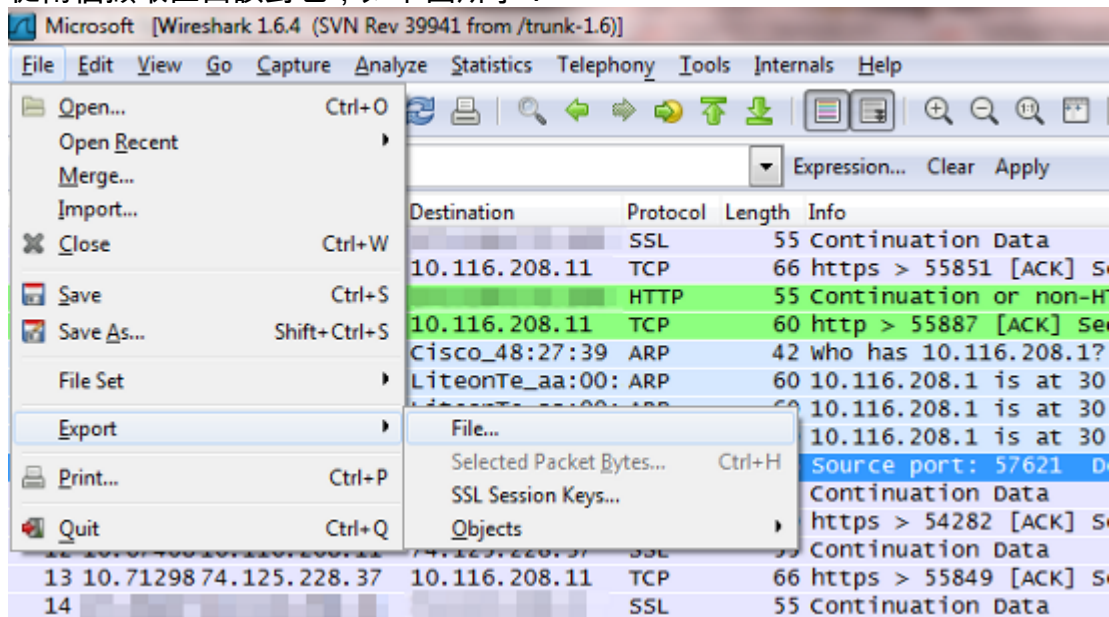 Microsoft [Wireshark 1.6.4 (SVN Rev 39941 from /trunk-1.6)]
File Edit View Go Capture Analyze Statistics Telephony Tools Internals Help
Open... Ctrl+O
Open Recent
Merge...
Import...
Close Ctrl+W
Save Ctrl+S
Save As... Shift+Ctrl+S
File Set
Export
Print... Ctrl+P
Quit Ctrl+Q
File...
Selected Packet Bytes... Ctrl+H
SSL Session Keys...
Objects
Expression... Clear Apply
Destination Protocol Length Info
SSL 55 Continuation Data
10.116.208.11 TCP 66 https > 55851 [ACK]
HTTP 55 Continuation or
10.116.208.11 TCP 60 http > 55887 [ACK]
Cisco_48:27:39 ARP 42 Who has 10.116.208.1?
LiteonTe_aa:00: ARP 60 10.116.208.1 is at 30
10.116.208.1 is at 30
10.116.208.1 is at 30
Source port: 57621
Continuation Data
https > 54282 [ACK]
Continuation Data
13 10.71298 74.125.228.37 10.116.208.11 TCP 66 https > 55849 [ACK]
14 SSL 55 Continuation Data